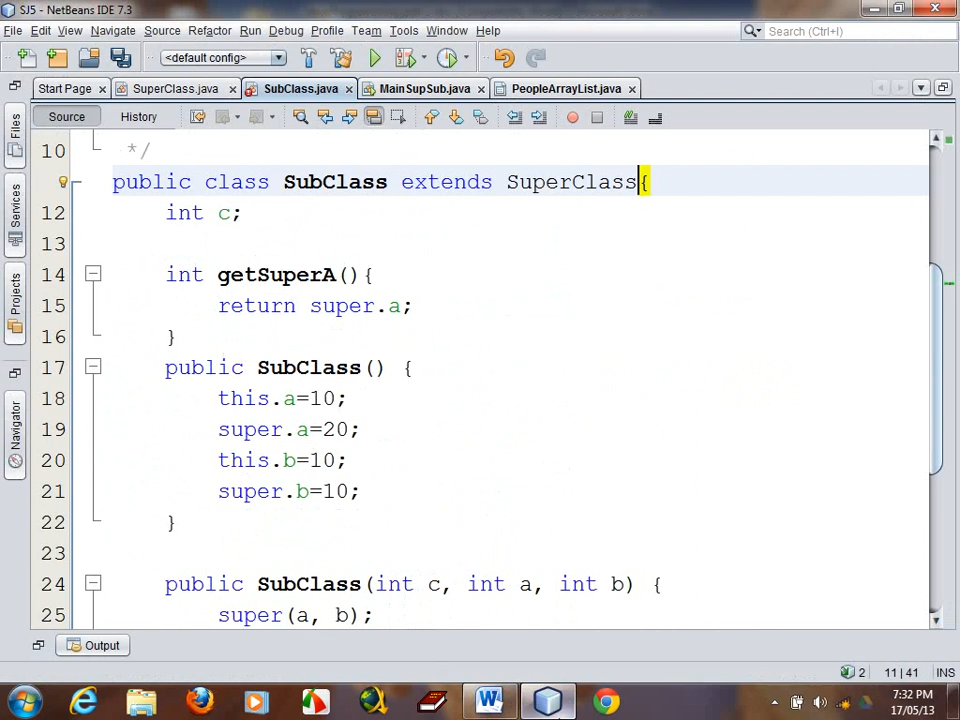 SJ5 - NetBeans IDE 7.3
File Edit View Navigate Source Refactor Run Debug Profile Team Tools Window Help
Search (Ctrl+I)
<default config>
Start Page SuperClass.java SubClass.java MainSupSub.java PeopleArrayList.java
Source History
Files
Services
Projects
Navigator
10 */
public class SubClass extends SuperClass{
12 int c;
13
14 int getSuperA(){
15 return super.a;
16 }
17 public SubClass() {
18 this.a=10;
19 super.a=20;
20 this.b=10;
21 super.b=10;
22 }
23
24 public SubClass(int c, int a, int b) {
25 super(a, b);
Output
2 11|41 INS
7:32 PM
17/05/13